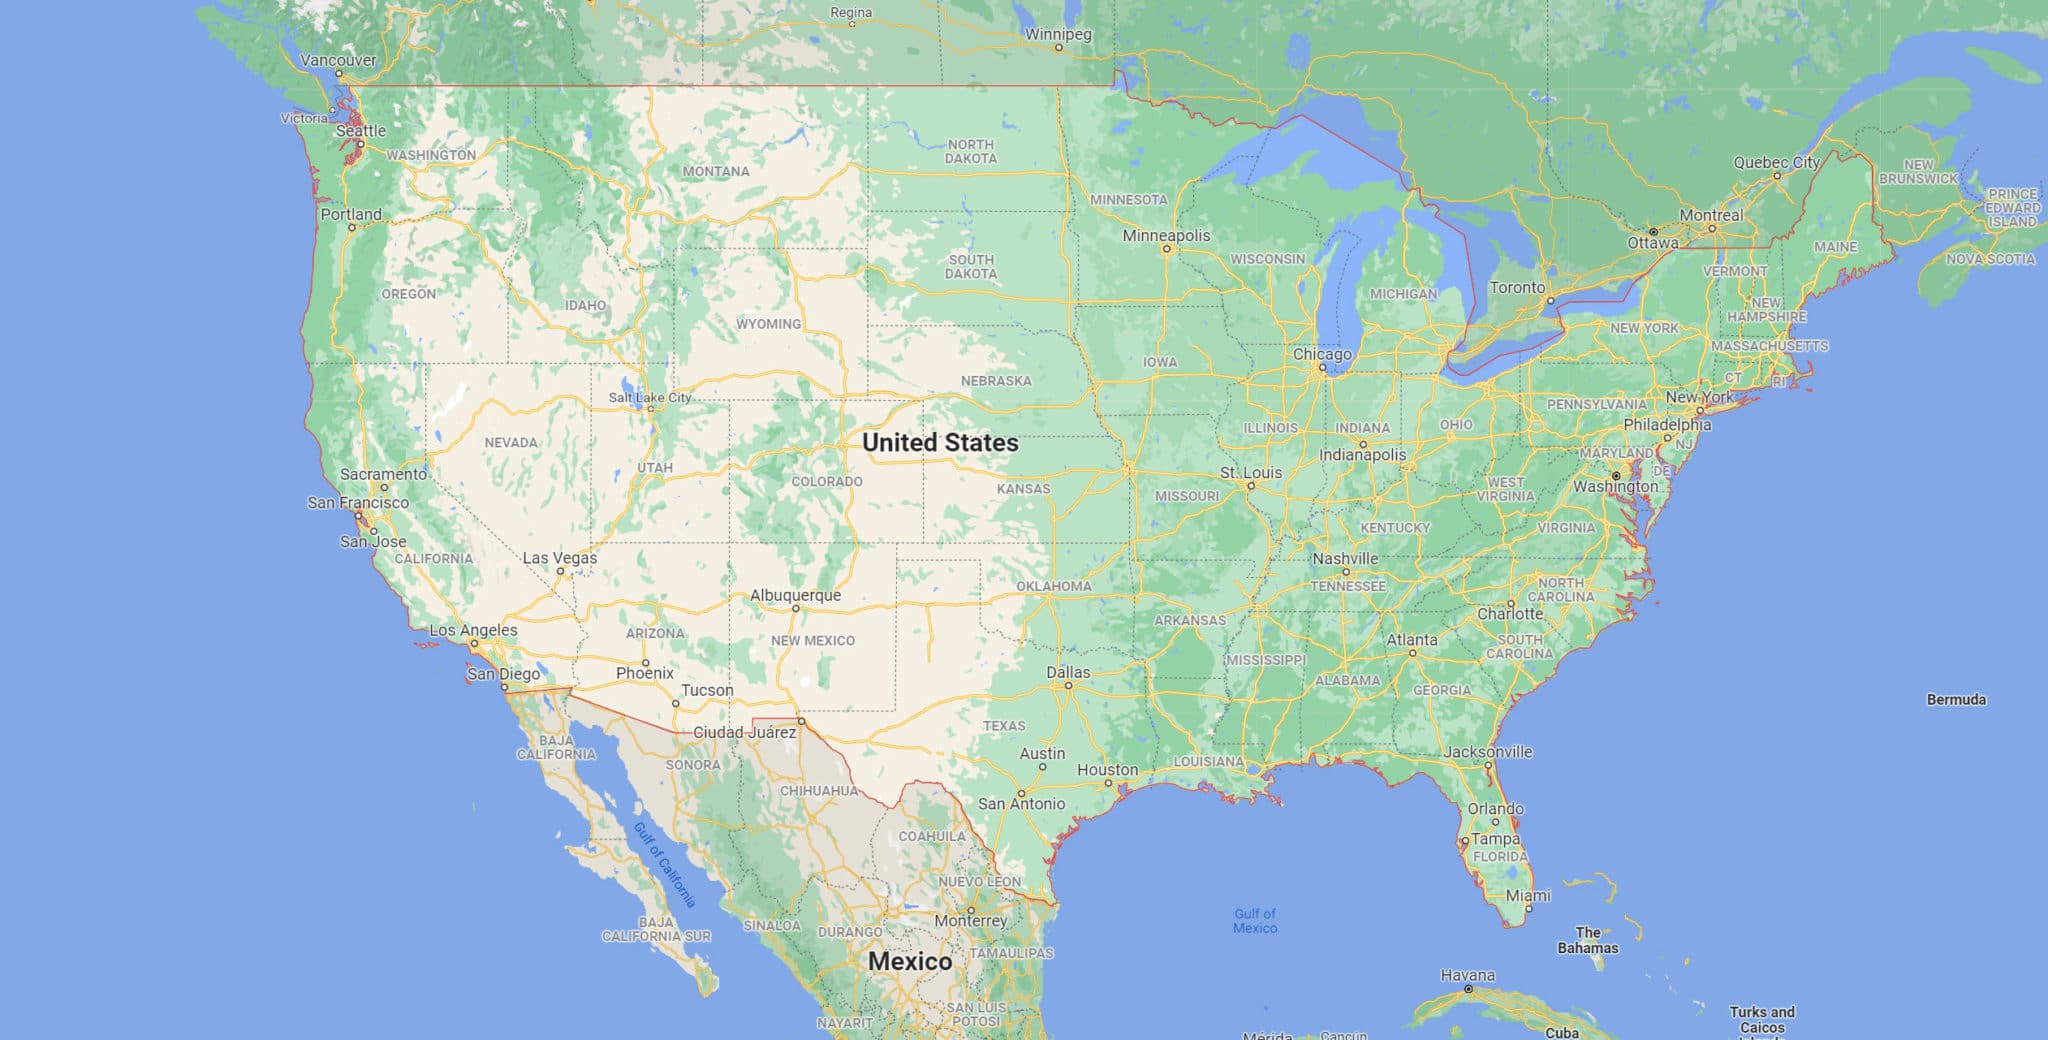 Regina
Winnipeg
Vancouver
Victoria
Seattle
WASHINGTON
MONTANA
NORTH
DAKOTA
MINNESOTA
Quebec City
NEW
BRUNSWICK
PRINCE
EDWARD
ISLAND
Montreal
Ottawa
MAINE
NOVA SCOTIA
Portland
Minneapolis
WISCONSIN
SOUTH
DAKOTA
OREGON
IDAHO
WYOMING
MICHIGAN
Toronto
VERMONT
NEW
HAMPSHIRE
NEW YORK
MASSACHUSETTS
CT
RI
Chicago
IOWA
NEBRASKA
Salt Lake City
New York
PENNSYLVANIA
Philadelphia
NJ
NEVADA
United States
ILLINOIS
INDIANA
OHIO
Indianapolis
MARYLAND
DE
Washington
UTAH
COLORADO
KANSAS
St. Louis
MISSOURI
WEST
VIRGINIA
VIRGINIA
KENTUCKY
Sacramento
San Francisco
San Jose
CALIFORNIA
Las Vegas
Nashville
TENNESSEE
NORTH
CAROLINA
Charlotte
Albuquerque
OKLAHOMA
ARKANSAS
Los Angeles
ARIZONA
NEW MEXICO
Atlanta
SOUTH
CAROLINA
San Diego
Phoenix
Tucson
Dallas
MISSISSIPPI
ALABAMA
GEORGIA
Bermuda
Ciudad Juárez
TEXAS
BAJA
CALIFORNIA
SONORA
CHIHUAHUA
Austin
Houston
LOUISIANA
Jacksonville
San Antonio
Orlando
Tampa
FLORIDA
Gulf of California
COAHUILA
NUEVO LEON
Miami
BAJA
CALIFORNIA SUR
SINALOA
DURANGO
Monterrey
Gulf of
Mexico
The
Bahamas
Mexico
TAMAULIPAS
Havana
SAN LUIS
POTOSI
NAYARIT
Cuba
Turks and
Caicos
Mérida
Cancún